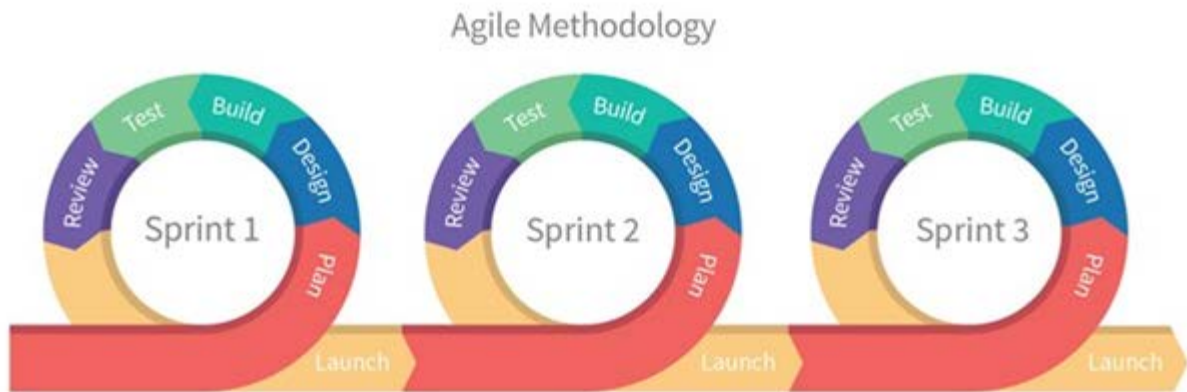 Agile Methodology
Test
Build
Review
Design
Sprint 1
Plan
Launch
Test
Build
Review
Design
Sprint 2
Plan
Launch
Test
Build
Review
Design
Sprint 3
Plan
Launch